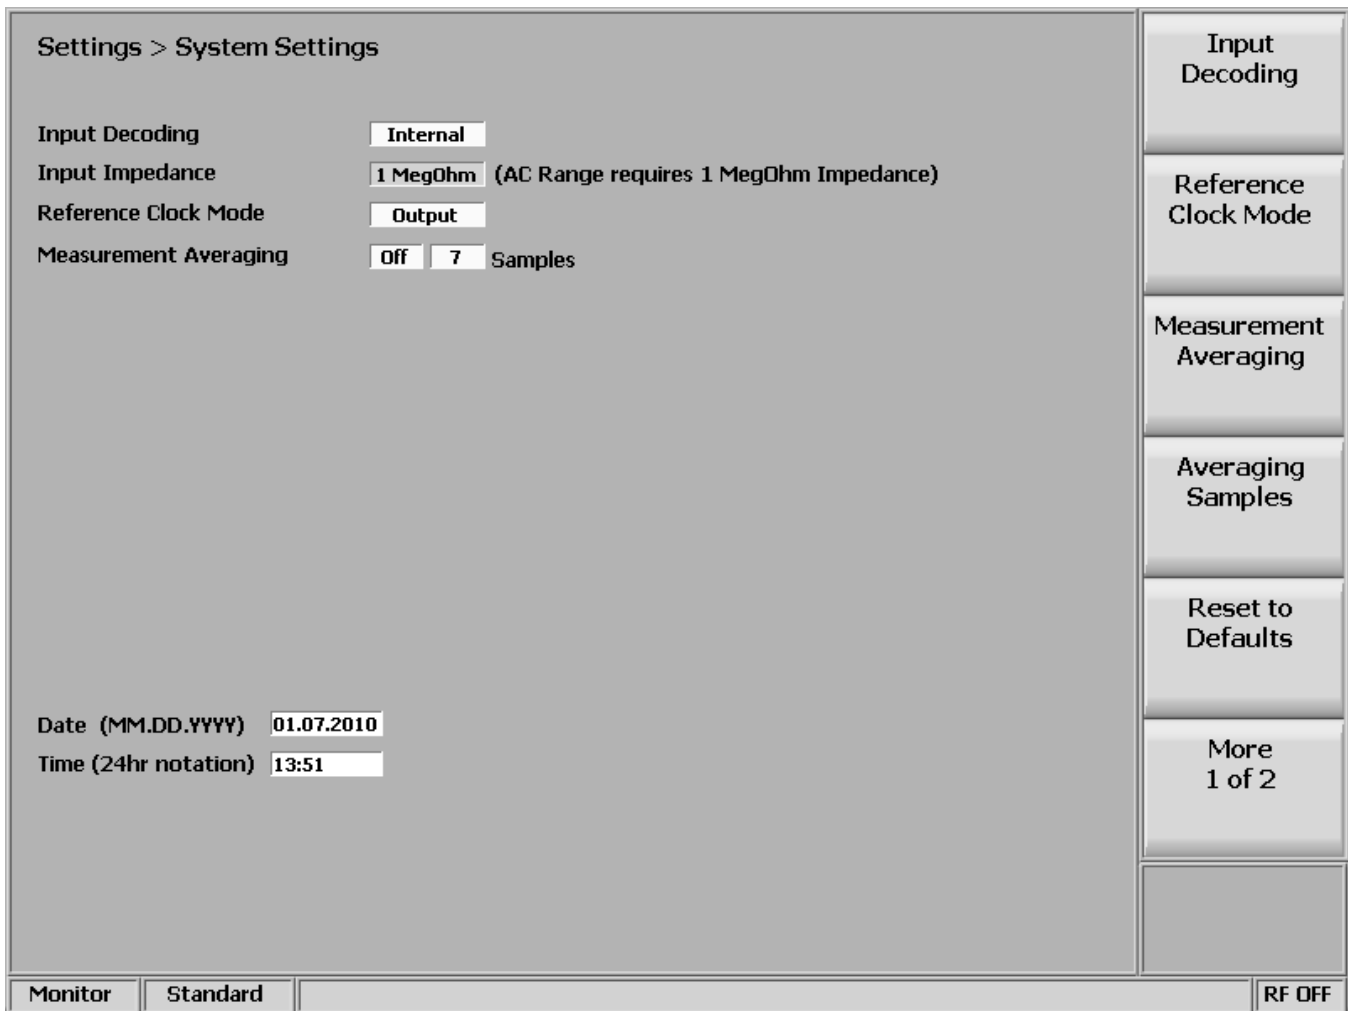 Settings > System Settings
Input Decoding Internal
Input Impedance 1 MegOhm (AC Range requires 1 MegOhm Impedance)
Reference Clock Mode Output
Measurement Averaging Off 7 Samples
Date (MM.DD.YYYY) 01.07.2010
Time (24hr notation) 13:51
Input
Decoding
Reference
Clock Mode
Measurement
Averaging
Averaging
Samples
Reset to
Defaults
More
1 of 2
Monitor Standard RF OFF